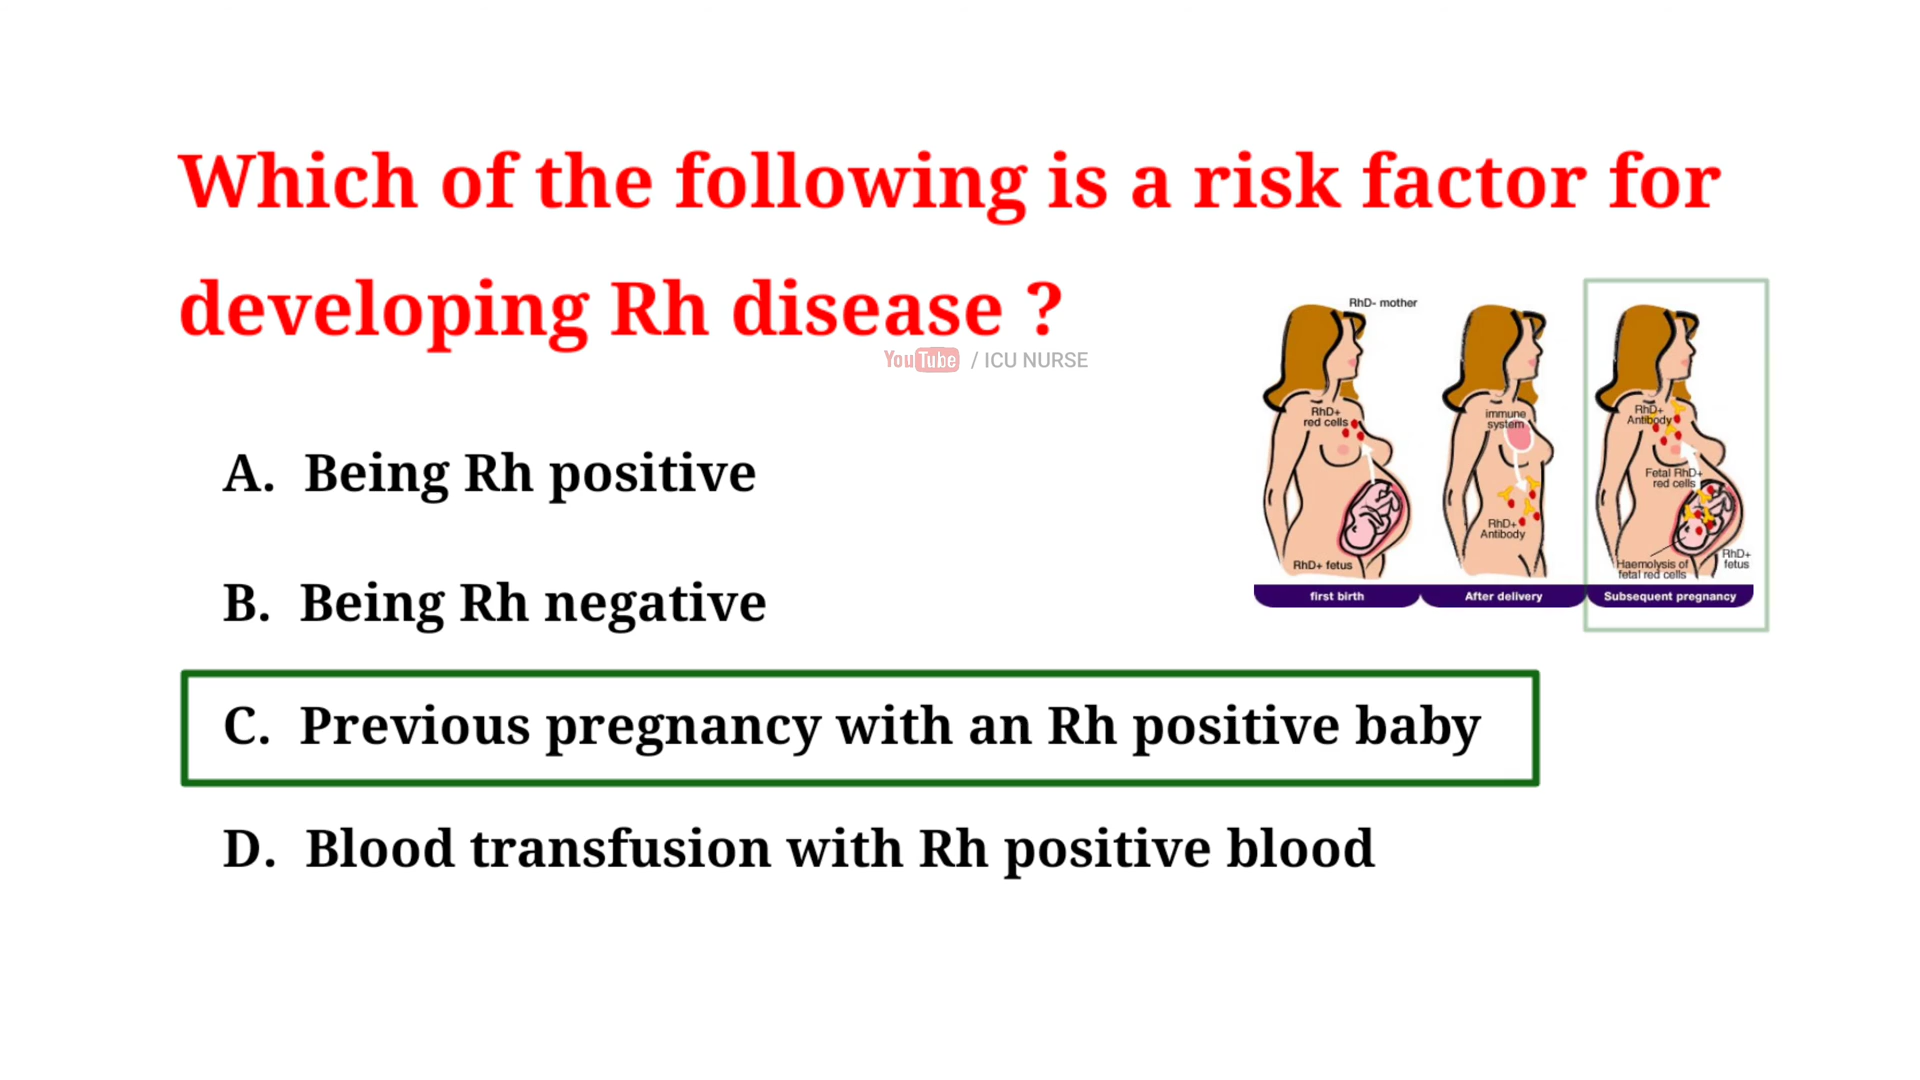 Which of the following is a risk factor for
developing Rh disease ?
YouTube / ICU NURSE
A. Being Rh positive
B. Being Rh negative
C. Previous pregnancy with an Rh positive baby
D. Blood transfusion with Rh positive blood
RhD- mother
RhD+
red cells
RhD+ fetus
first birth
immune
system
RhD+
Antibody
After delivery
RhD+
Antibody
Fetal RhD+
red cells
RhD+
fetus
Haemolysis of
fetal red cells
Subsequent pregnancy